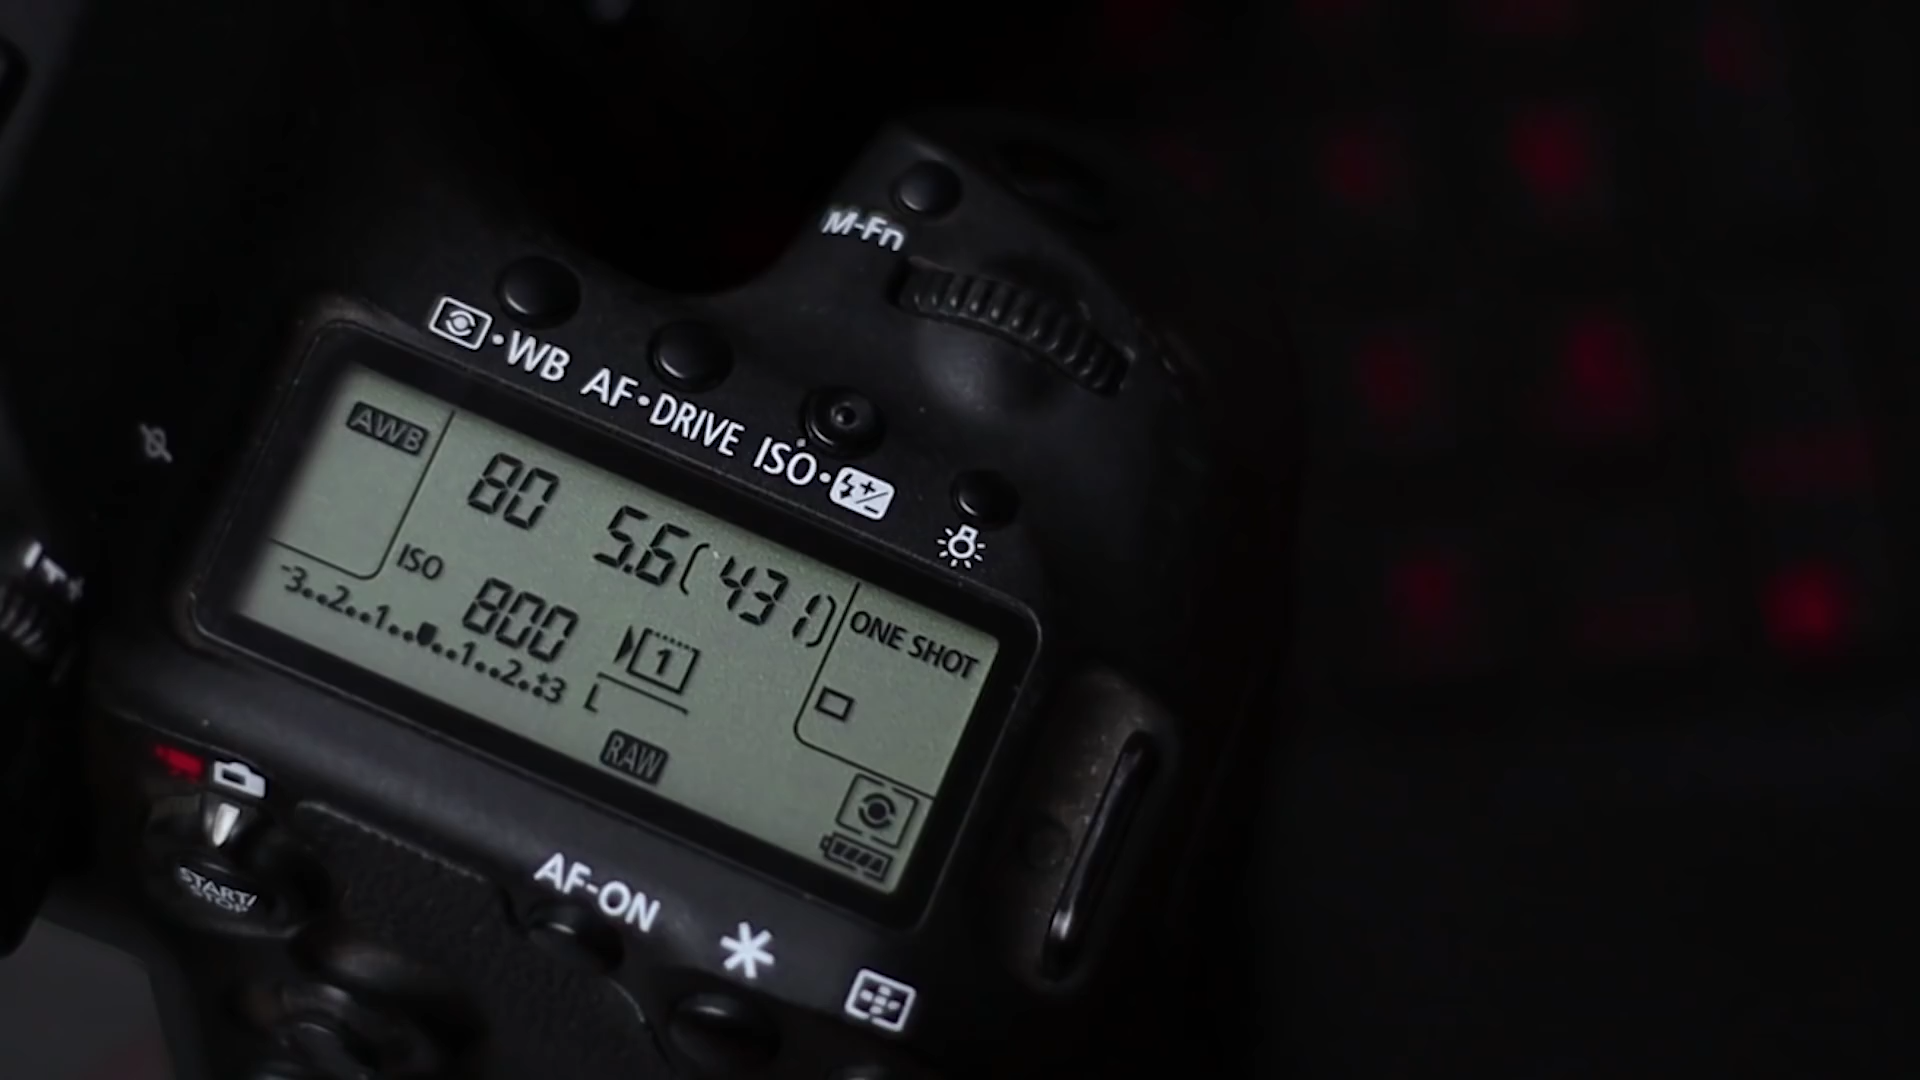 M-Fn
WB AF•DRIVE ISO
AWB
80 5.6 (431)
ISO 800
ONE SHOT
-3..2..1..0..1..2..+3
1
L
RAW
START/
STOP
AF-ON